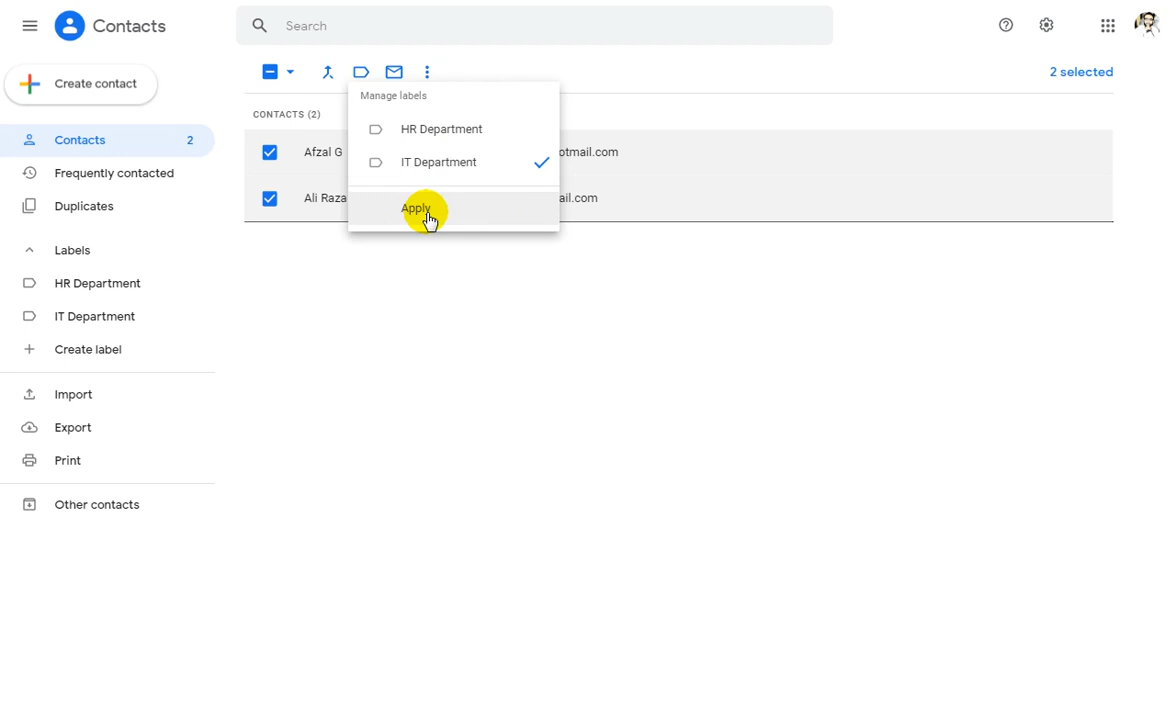 Contacts
Search
Create contact
2 selected
Manage labels
CONTACTS (2)
HR Department
Contacts 2
Afzal G
otmail.com
IT Department
Frequently contacted
Ali Raza
ail.com
Duplicates
Apply
Labels
HR Department
IT Department
Create label
Import
Export
Print
Other contacts